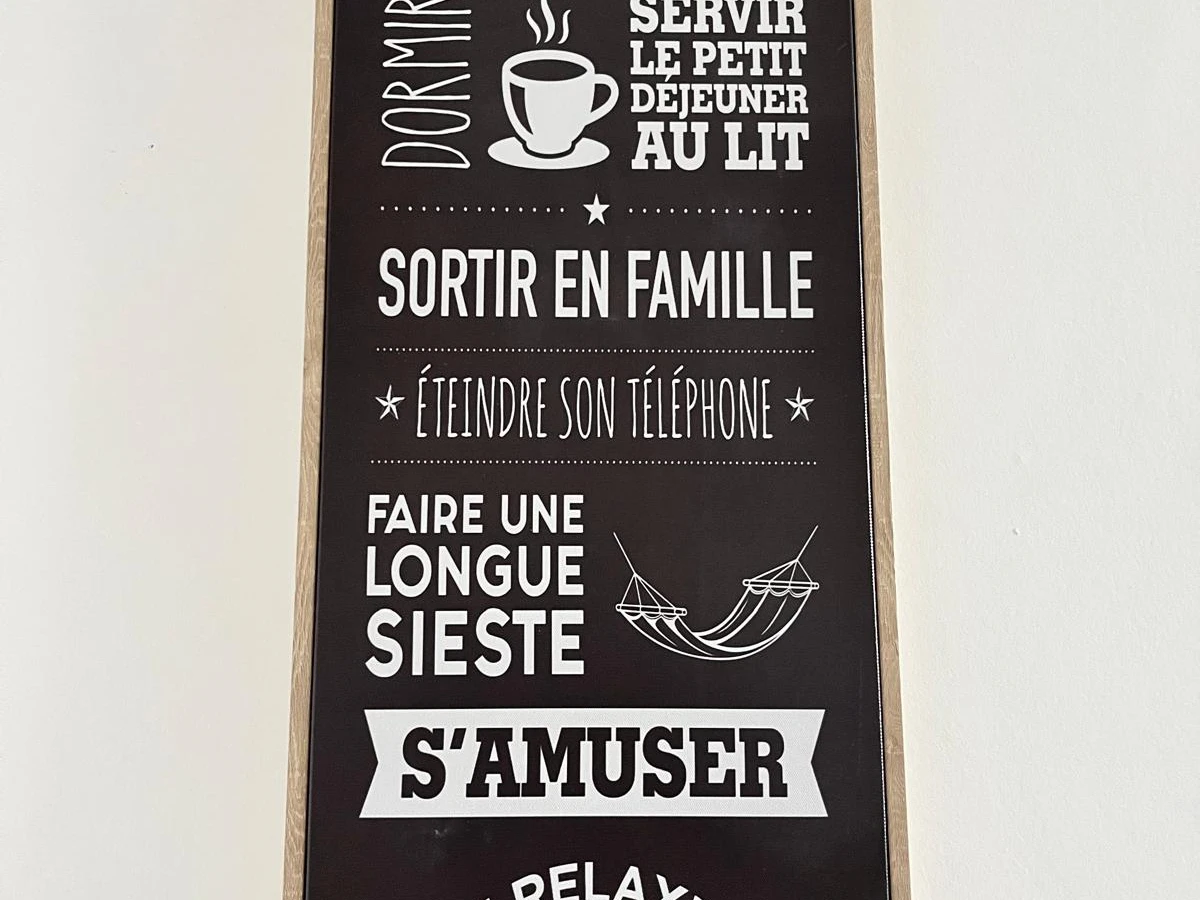 DORMIR
SERVIR
LE PETIT
DÉJEUNER
AU LIT
SORTIR EN FAMILLE
ÉTEINDRE SON TÉLÉPHONE
FAIRE UNE
LONGUE
SIESTE
S'AMUSER